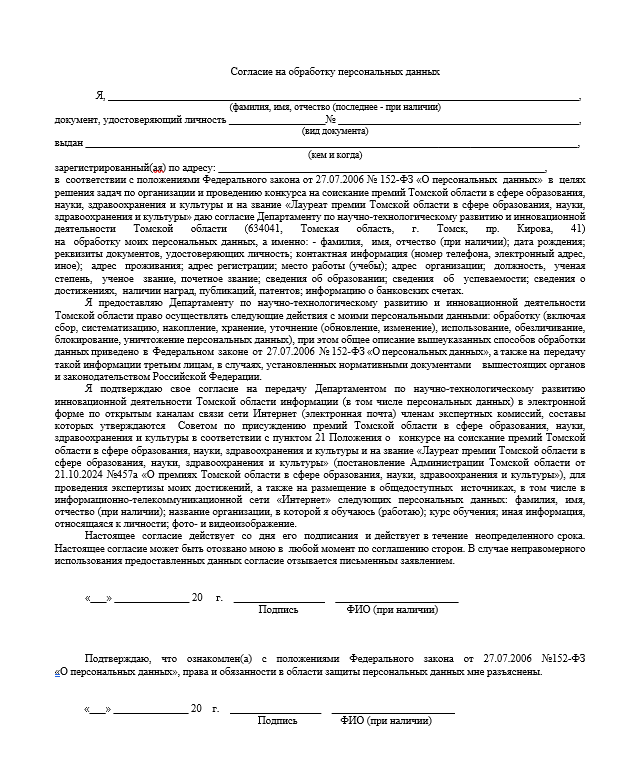 Согласие на обработку персональных данных
Я, ______________________________,
(фамилия, имя, отчество (последнее - при наличии)
документ, удостоверяющий личность ____________________№ ______________________________,
(вид документа)
выдан ______________________________,
(кем и когда)
зарегистрированный(ая) по адресу: ______________________________,
в соответствии с положениями Федерального закона от 27.07.2006 № 152-ФЗ «О персональных данных» в целях
решения задач по организации и проведению конкурса на соискание премий Томской области в сфере образования,
науки, здравоохранения и культуры и на звание «Лауреат премии Томской области в сфере образования, науки,
здравоохранения и культуры» даю согласие Департаменту по научно-технологическому развитию и инновационной
деятельности Томской области (634041, Томская область, г. Томск, пр. Кирова, 41)
на обработку моих персональных данных, а именно: - фамилия, имя, отчество (при наличии); дата рождения;
реквизиты документов, удостоверяющих личность; контактная информация (номер телефона, электронный адрес,
иное); адрес проживания; адрес регистрации; место работы (учебы); адрес организации; должность, ученая
степень, ученое звание, почетное звание; сведения об образовании; сведения об успеваемости; сведения о
достижениях, наличии наград, публикаций, патентов; информацию о банковских счетах.
Я предоставляю Департаменту по научно-технологическому развитию и инновационной деятельности
Томской области право осуществлять следующие действия с моими персональными данными: обработку (включая
сбор, систематизацию, накопление, хранение, уточнение (обновление, изменение), использование, обезличивание,
блокирование, уничтожение персональных данных), при этом общее описание вышеуказанных способов обработки
данных приведено в Федеральном законе от 27.07.2006 № 152-ФЗ «О персональных данных», а также на передачу
такой информации третьим лицам, в случаях, установленных нормативными документами вышестоящих органов
и законодательством Российской Федерации.
Я подтверждаю свое согласие на передачу Департаментом по научно-технологическому развитию
инновационной деятельности Томской области информации (в том числе персональных данных) в электронной
форме по открытым каналам связи сети Интернет (электронная почта) членам экспертных комиссий, составы
которых утверждаются Советом по присуждению премий Томской области в сфере образования, науки,
здравоохранения и культуры в соответствии с пунктом 21 Положения о конкурсе на соискание премий Томской
области в сфере образования, науки, здравоохранения и культуры и на звание «Лауреат премии Томской области в
сфере образования, науки, здравоохранения и культуры» (постановление Администрации Томской области от
21.10.2024 №457а «О премиях Томской области в сфере образования, науки, здравоохранения и культуры»), для
проведения экспертизы моих достижений, а также на размещение в общедоступных источниках, в том числе в
информационно-телекоммуникационной сети «Интернет» следующих персональных данных: фамилия, имя,
отчество (при наличии); название организации, в которой я обучаюсь (работаю); курс обучения; иная информация,
относящаяся к личности; фото- и видеоизображение.
Настоящее согласие действует со дня его подписания и действует в течение неопределенного срока.
Настоящее согласие может быть отозвано мною в любой момент по соглашению сторон. В случае неправомерного
использования предоставленных данных согласие отзывается письменным заявлением.
«___» ______________ 20 г. _________________ _______________________
Подпись ФИО (при наличии)
Подтверждаю, что ознакомлен(а) с положениями Федерального закона от 27.07.2006 №152-ФЗ
«О персональных данных», права и обязанности в области защиты персональных данных мне разъяснены.
«___» ______________ 20 г. _________________ _______________________
Подпись ФИО (при наличии)